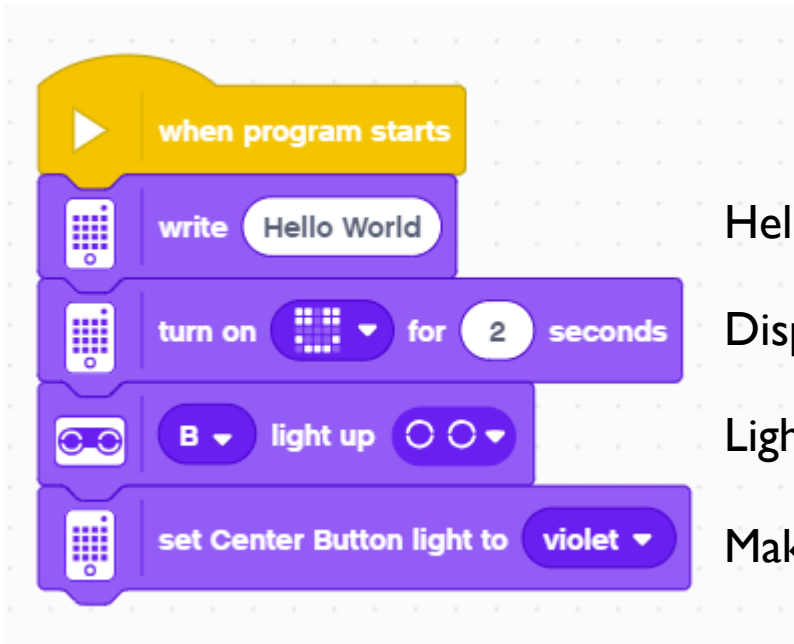 when program starts
write Hello World
Hel
turn on for 2 seconds
Disp
B light up
Ligh
set Center Button light to violet
Mak